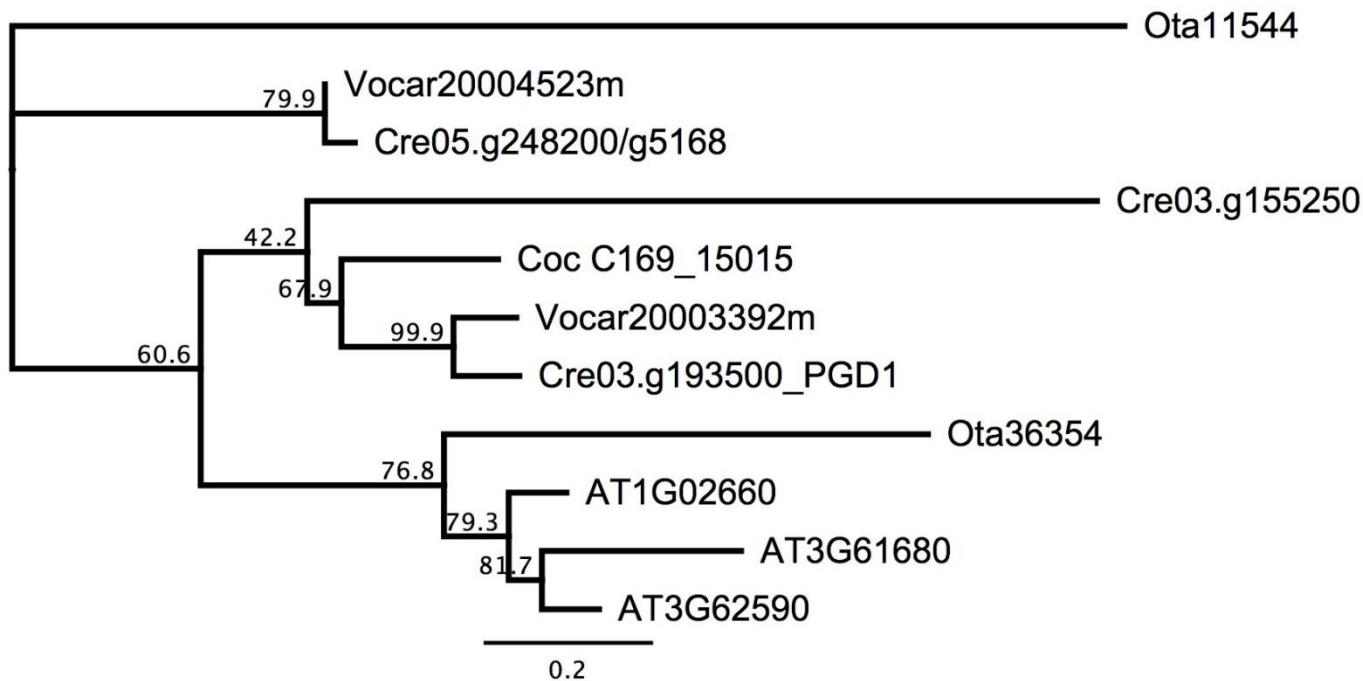 Ota11544
Vocar20004523m
79.9
Cre05.g248200/g5168
Cre03.g155250
42.2
Coc C169_15015
67.9
Vocar20003392m
99.9
Cre03.g193500_PGD1
60.6
Ota36354
76.8
AT1G02660
79.3
AT3G61680
81.7
AT3G62590
0.2